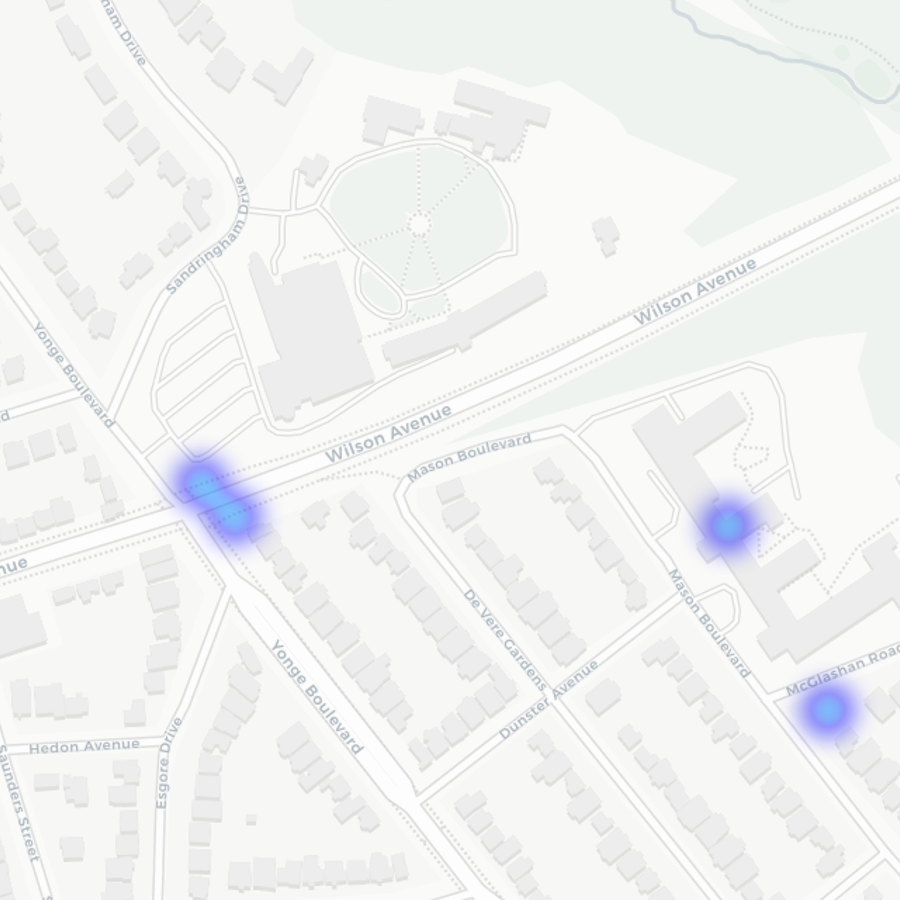 Sandringham Drive
Wilson Avenue
Yonge Boulevard
Wilson Avenue
Mason Boulevard
De Vere Gardens
Mason Boulevard
McGlashan Road
Yonge Boulevard
Dunster Avenue
Hedon Avenue
Esgore Drive
Saunders Street
ham Drive
nue
d